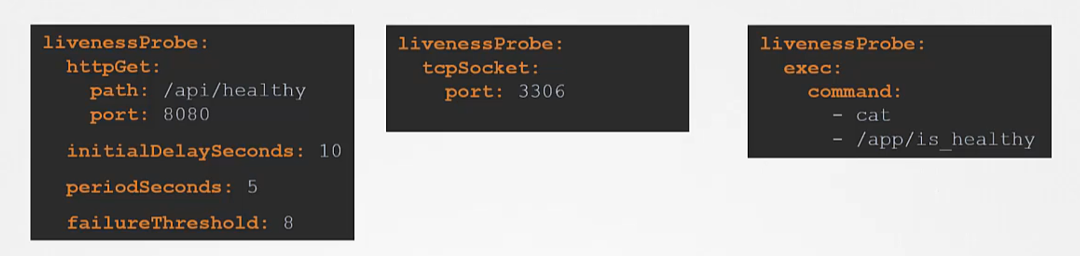 livenessProbe:
  httpGet:
    path: /api/healthy
    port: 8080
  initialDelaySeconds: 10
  periodSeconds: 5
  failureThreshold: 8
livenessProbe:
  tcpSocket:
    port: 3306
livenessProbe:
  exec:
    command:
      - cat
      - /app/is_healthy